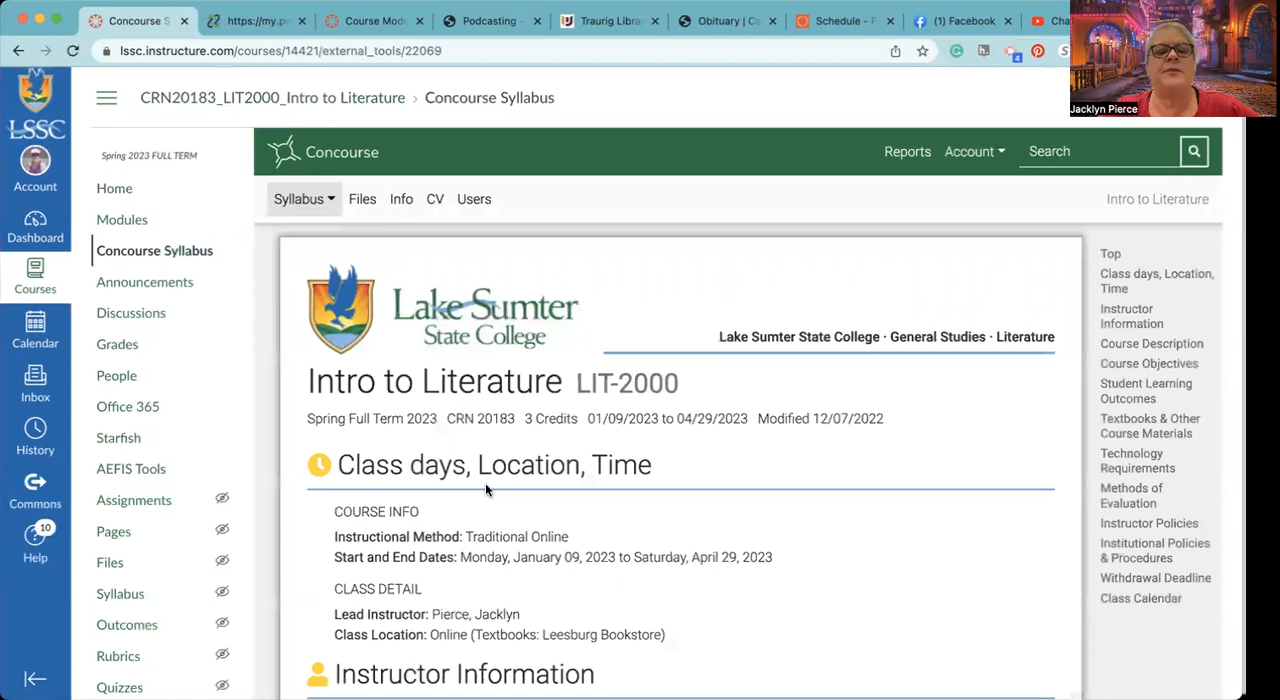 Concourse S
https://my.p
Course Modu
Podcasting -
Traurig Libra
Obituary | Ca
Schedule - F
(1) Facebook
Cha
lssc.instructure.com/courses/14421/external_tools/22069
4
Jacklyn Pierce
LSSC
Account
Dashboard
Courses
Calendar
Inbox
History
Commons
10
Help
CRN20183_LIT2000_Intro to Literature › Concourse Syllabus
Spring 2023 FULL TERM
Home
Modules
Concourse Syllabus
Announcements
Discussions
Grades
People
Office 365
Starfish
AEFIS Tools
Assignments
Pages
Files
Syllabus
Outcomes
Rubrics
Quizzes
Concourse
Reports Account Search
Syllabus Files Info CV Users
Intro to Literature
Lake Sumter
State College
Lake Sumter State College · General Studies · Literature
Intro to Literature LIT-2000
Spring Full Term 2023 CRN 20183 3 Credits 01/09/2023 to 04/29/2023 Modified 12/07/2022
Class days, Location, Time
COURSE INFO
Instructional Method: Traditional Online
Start and End Dates: Monday, January 09, 2023 to Saturday, April 29, 2023
CLASS DETAIL
Lead Instructor: Pierce, Jacklyn
Class Location: Online (Textbooks: Leesburg Bookstore)
Instructor Information
Top
Class days, Location,
Time
Instructor
Information
Course Description
Course Objectives
Student Learning
Outcomes
Textbooks & Other
Course Materials
Technology
Requirements
Methods of
Evaluation
Instructor Policies
Institutional Policies
& Procedures
Withdrawal Deadline
Class Calendar